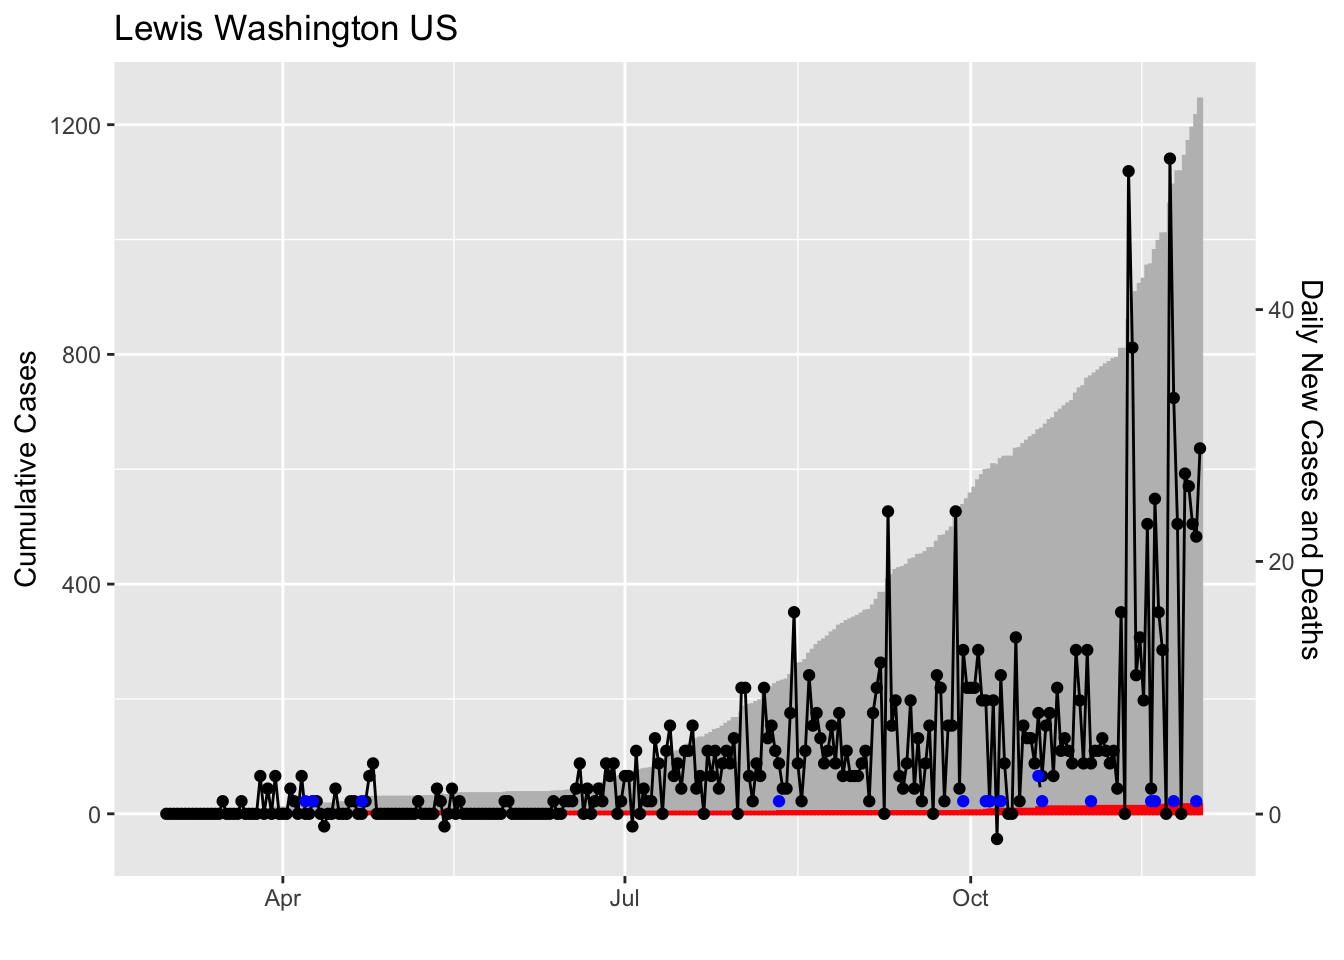 Lewis Washington US
Cumulative Cases
1200
800
400
0
40
20
0
Daily New Cases and Deaths
Apr
Jul
Oct